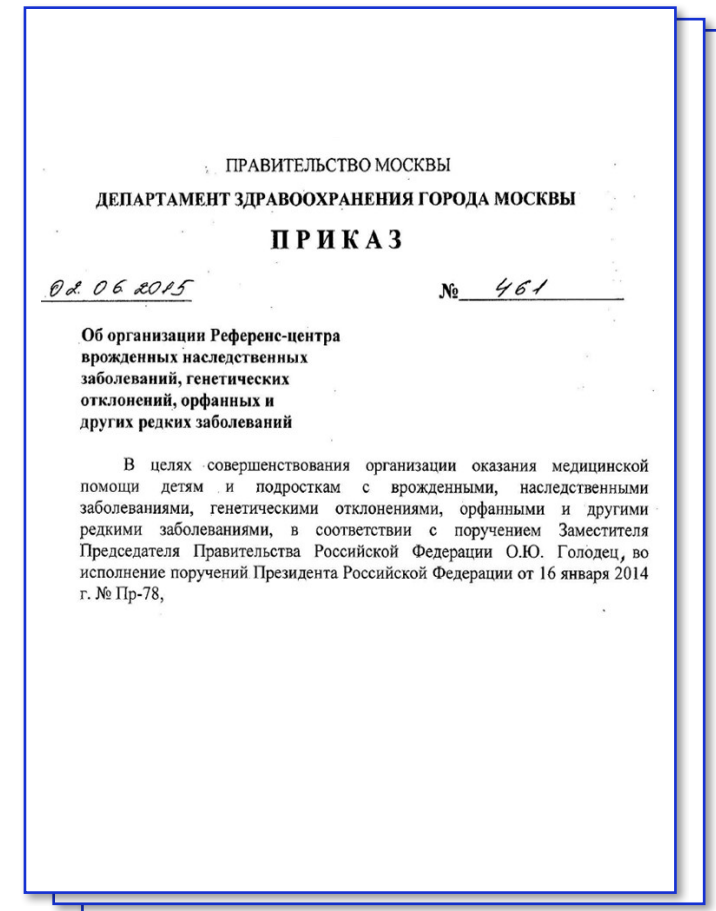 ПРАВИТЕЛЬСТВО МОСКВЫ
ДЕПАРТАМЕНТ ЗДРАВООХРАНЕНИЯ ГОРОДА МОСКВЫ
ПРИКАЗ
02.06.2015 № 461
Об организации Референс-центра
врожденных наследственных
заболеваний, генетических
отклонений, орфанных и
других редких заболеваний
В целях совершенствования организации оказания медицинской
помощи детям и подросткам с врожденными, наследственными
заболеваниями, генетическими отклонениями, орфанными и другими
редкими заболеваниями, в соответствии с поручением Заместителя
Председателя Правительства Российской Федерации О.Ю. Голодец, во
исполнение поручений Президента Российской Федерации от 16 января 2014
г. № Пр-78,